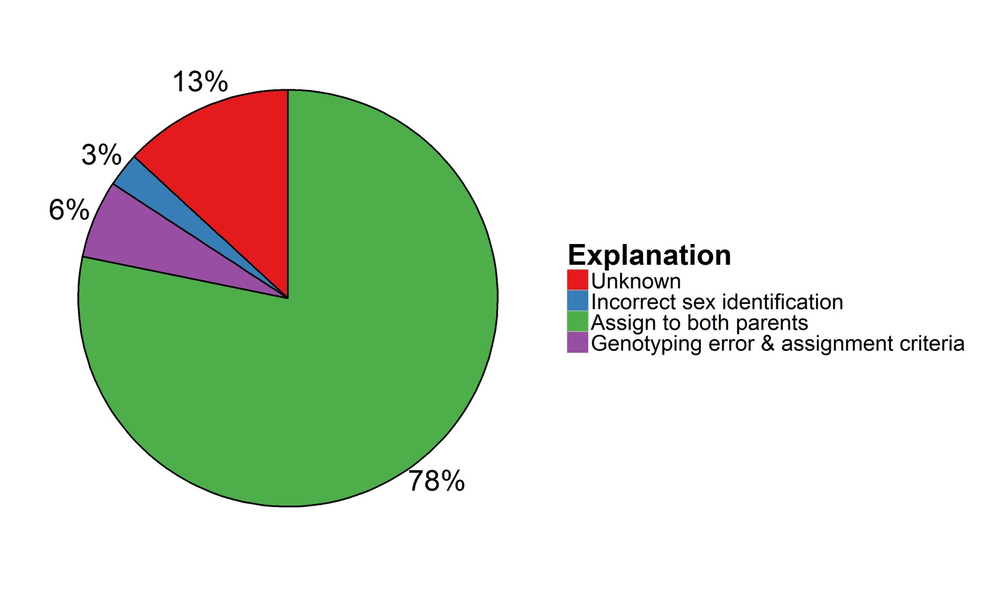 13%
3%
6%
78%
Explanation
Unknown
Incorrect sex identification
Assign to both parents
Genotyping error & assignment criteria